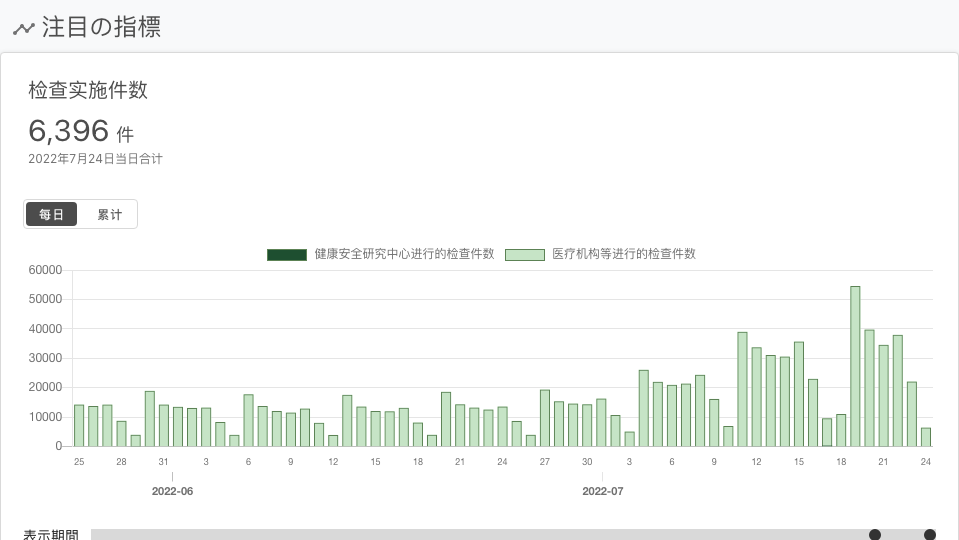 注目の指標
检查实施件数
6,396 件
2022年7月24日当日合计
每日 累计
健康安全研究中心进行的检查件数 医疗机构等进行的检查件数
60000
50000
40000
30000
20000
10000
0
25 28 31 3 6 9 12 15 18 21 24 27 30 3 6 9 12 15 18 21 24
2022-06 2022-07
表示期間